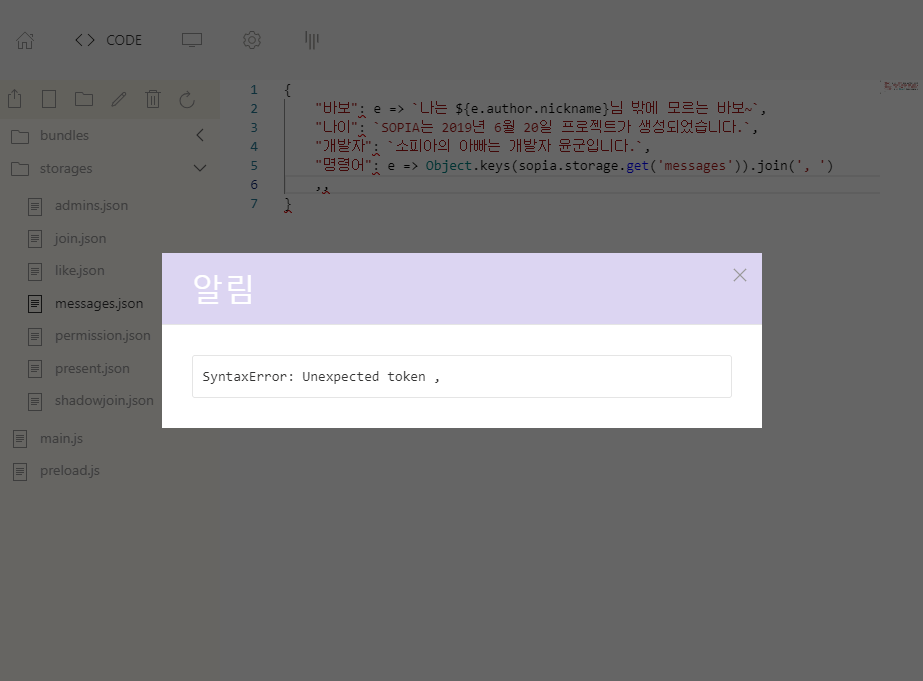 CODE
bundles
storages
admins.json
join.json
like.json
messages.json
permission.json
present.json
shadowjoin.json
main.js
preload.js
1 {
2 "바보": e => `나는 ${e.author.nickname}님 밖에 모르는 바보~`,
3 "나이": `SOPIA는 2019년 6월 20일 프로젝트가 생성되었습니다.`,
4 "개발자": `소피아의 아빠는 개발자 윤군입니다.`,
5 "명령어": e => Object.keys(sopia.storage.get('messages')).join(', ')
6 ,,
7 }
알림
SyntaxError: Unexpected token ,